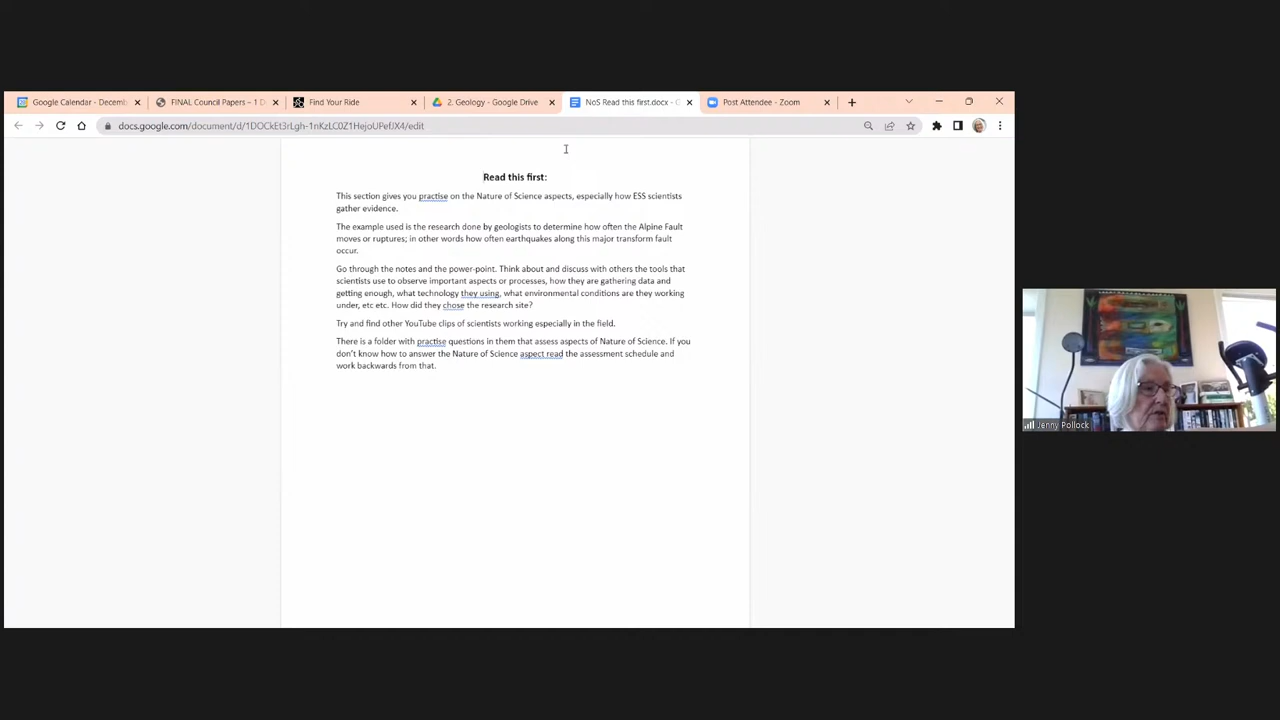 Google Calendar - Decemb
FINAL Council Papers – 1 D
Find Your Ride
2. Geology - Google Drive
NoS Read this first.docx - G
Post Attendee - Zoom
docs.google.com/document/d/1DOCkEt3rLgh-1nKzLC0Z1HejoUPefJX4/edit
Read this first:
This section gives you practise on the Nature of Science aspects, especially how ESS scientists
gather evidence.
The example used is the research done by geologists to determine how often the Alpine Fault
moves or ruptures; in other words how often earthquakes along this major transform fault
occur.
Go through the notes and the power-point. Think about and discuss with others the tools that
scientists use to observe important aspects or processes, how they are gathering data and
getting enough, what technology they using, what environmental conditions are they working
under, etc etc. How did they chose the research site?
Try and find other YouTube clips of scientists working especially in the field.
There is a folder with practise questions in them that assess aspects of Nature of Science. If you
don't know how to answer the Nature of Science aspect read the assessment schedule and
work backwards from that.
Jenny Pollock